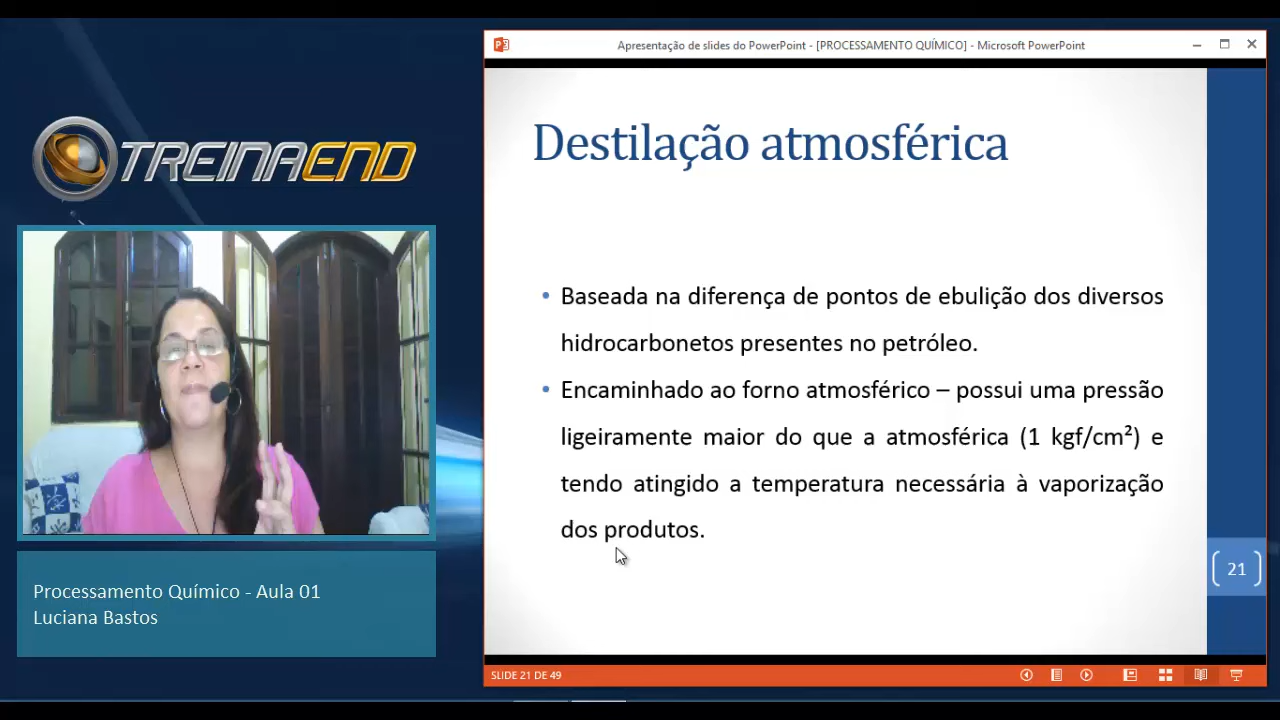 TREINAEND
Processamento Químico - Aula 01
Luciana Bastos
Apresentação de slides do PowerPoint - [PROCESSAMENTO QUÍMICO] - Microsoft PowerPoint
Destilação atmosférica
• Baseada na diferença de pontos de ebulição dos diversos
hidrocarbonetos presentes no petróleo.
• Encaminhado ao forno atmosférico – possui uma pressão
ligeiramente maior do que a atmosférica (1 kgf/cm²) e
tendo atingido a temperatura necessária à vaporização
dos produtos.
21
SLIDE 21 DE 49